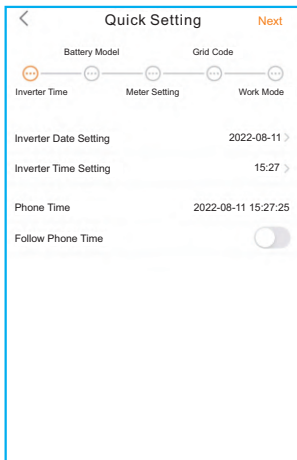 Quick Setting Next
Battery Model Grid Code
Inverter Time Meter Setting Work Mode
Inverter Date Setting 2022-08-11
Inverter Time Setting 15:27
Phone Time 2022-08-11 15:27:25
Follow Phone Time